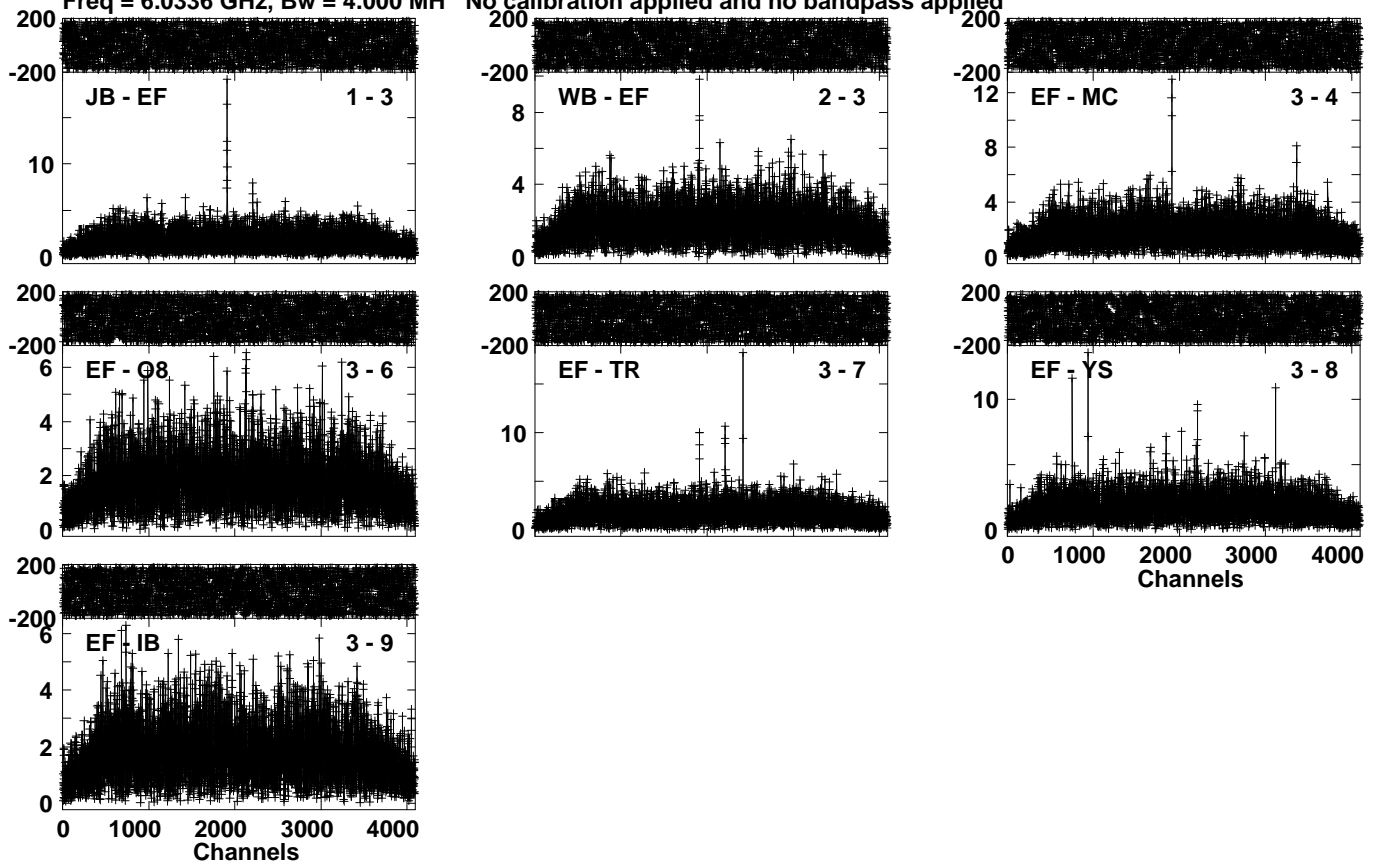 Freq = 6.0336 GHz, Bw = 4.000 MH No calibration applied and no bandpass applied
200
-200
JB - EF 1 - 3
10
0
200
-200
WB - EF 2 - 3
8
4
0
200
-200
EF - MC 3 - 4
12
8
4
0
200
-200
EF - O8 3 - 6
6
4
2
0
200
-200
EF - TR 3 - 7
10
0
200
-200
EF - YS 3 - 8
10
0
0 1000 2000 3000 4000
Channels
200
-200
EF - IB 3 - 9
6
4
2
0
0 1000 2000 3000 4000
Channels